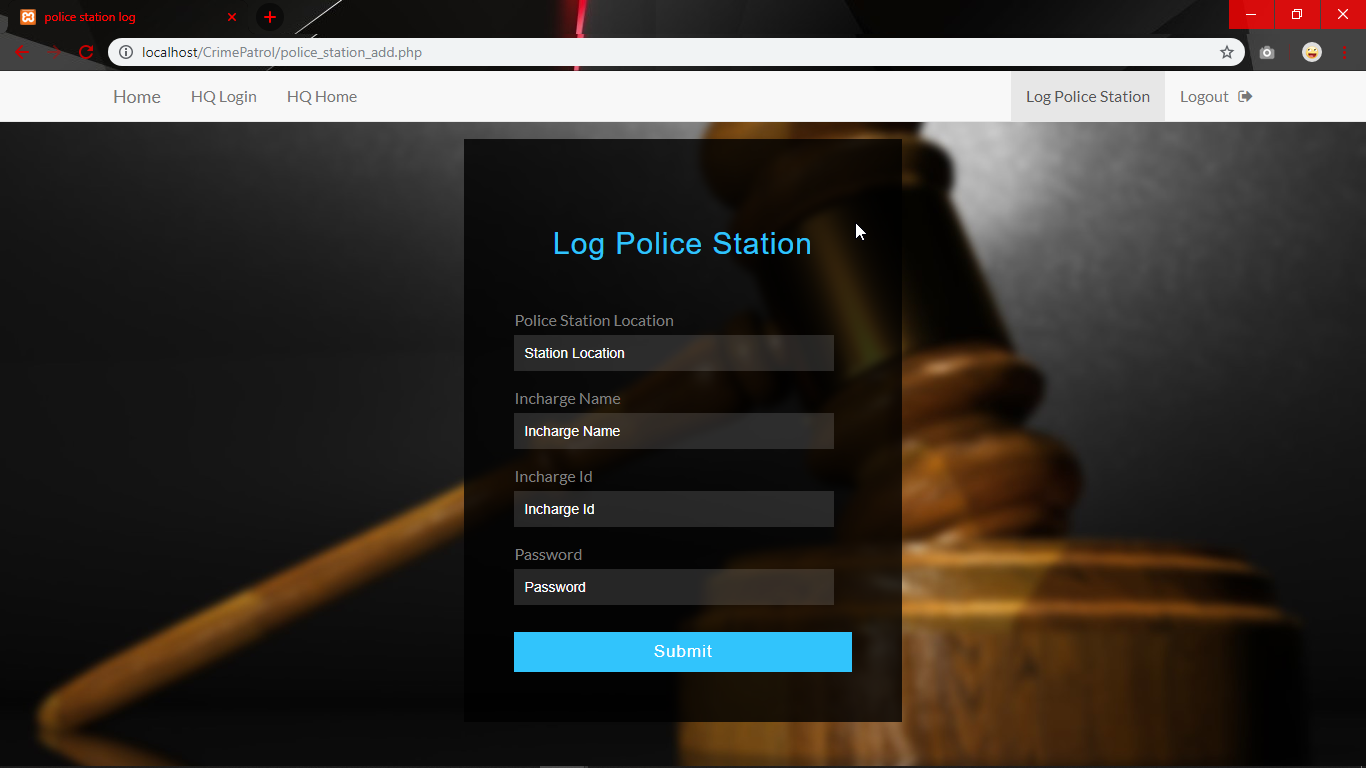 police station log
localhost/CrimePatrol/police_station_add.php
Home HQ Login HQ Home Log Police Station Logout
Log Police Station
Police Station Location
Station Location
Incharge Name
Incharge Name
Incharge Id
Incharge Id
Password
Password
Submit